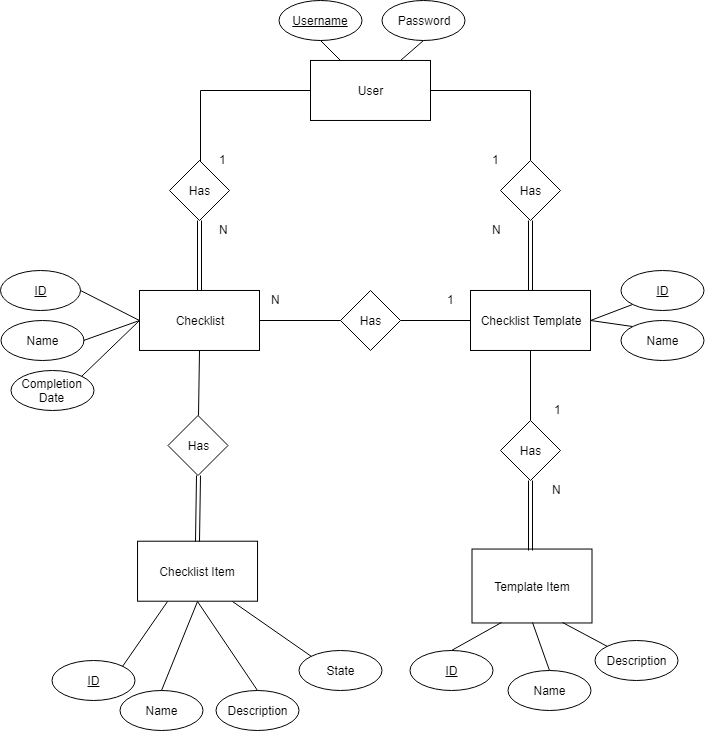 Username
Password
User
1
1
Has
Has
N
N
ID
Name
Completion
Date
Checklist
N
Has
1
Checklist Template
ID
Name
Has
1
Has
N
Checklist Item
Template Item
ID
Name
Description
State
ID
Name
Description